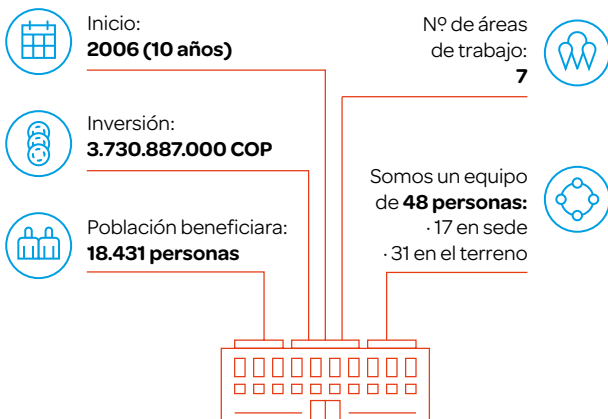 Inicio:
2006 (10 años)
Inversión:
3.730.887.000 COP
Población beneficiara:
18.431 personas
Nº de áreas
de trabajo:
7
Somos un equipo
de 48 personas:
· 17 en sede
· 31 en el terreno